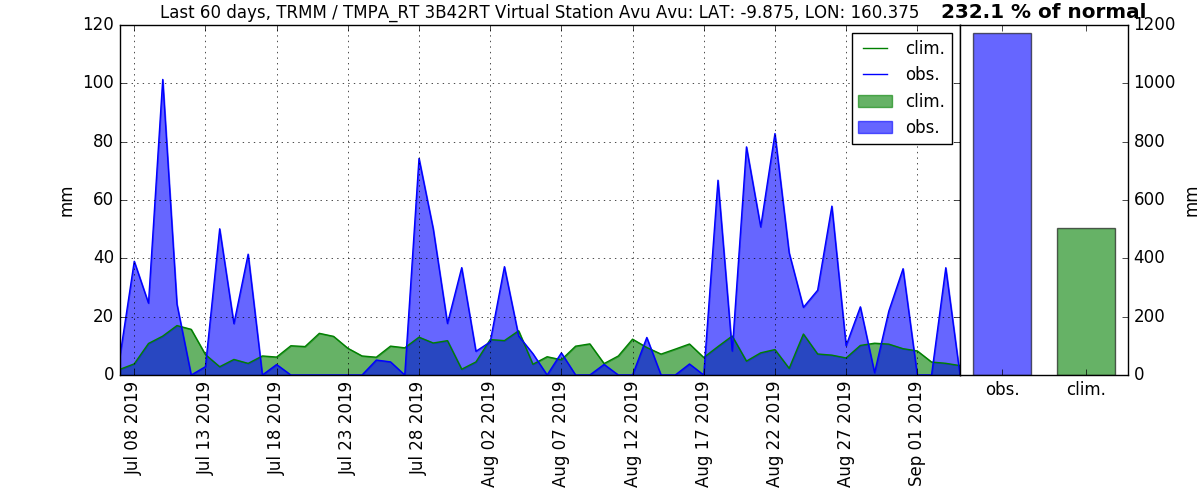 Last 60 days, TRMM / TMPA_RT 3B42RT Virtual Station Avu Avu: LAT: -9.875, LON: 160.375
232.1 % of normal
120
100
80
60
40
20
0
mm
clim.
obs.
clim.
obs.
1200
1000
800
600
400
200
0
mm
Jul 08 2019
Jul 13 2019
Jul 18 2019
Jul 23 2019
Jul 28 2019
Aug 02 2019
Aug 07 2019
Aug 12 2019
Aug 17 2019
Aug 22 2019
Aug 27 2019
Sep 01 2019
obs.
clim.